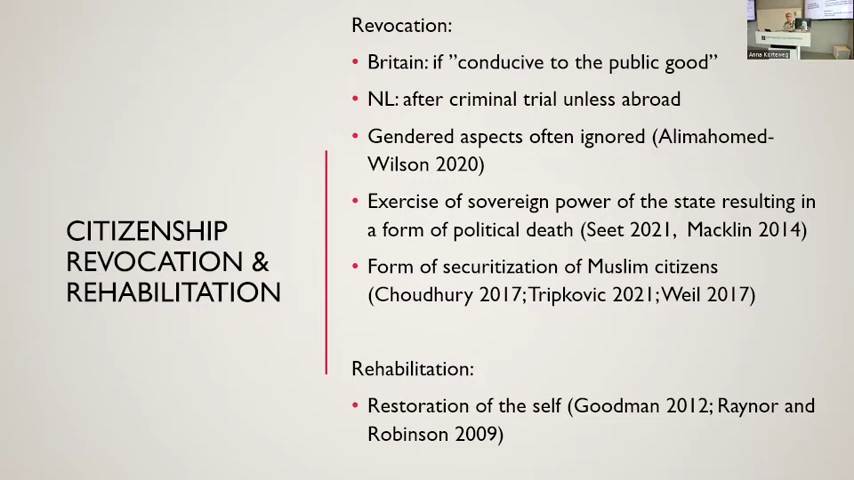 Revocation:
• Britain: if ”conducive to the public good”
• NL: after criminal trial unless abroad
• Gendered aspects often ignored (Alimahomed-
Wilson 2020)
• Exercise of sovereign power of the state resulting in
a form of political death (Seet 2021, Macklin 2014)
• Form of securitization of Muslim citizens
(Choudhury 2017; Tripkovic 2021; Weil 2017)
CITIZENSHIP
REVOCATION &
REHABILITATION
Rehabilitation:
• Restoration of the self (Goodman 2012; Raynor and
Robinson 2009)
Anna Korteweg